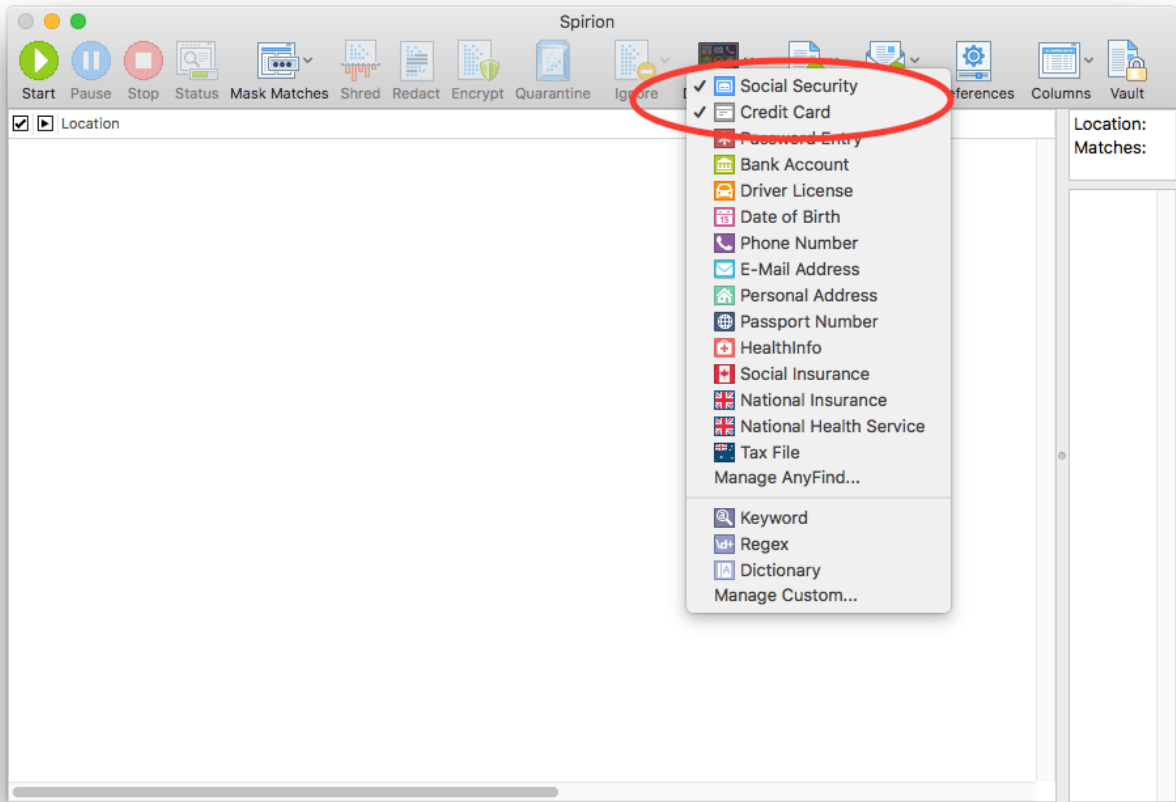 Spirion
Start Pause Stop Status Mask Matches Shred Redact Encrypt Quarantine Ignore D eferences Columns Vault
Location
Location:
Matches:
Social Security
Credit Card
Password Entry
Bank Account
Driver License
15
Date of Birth
Phone Number
E-Mail Address
Personal Address
Passport Number
HealthInfo
Social Insurance
National Insurance
National Health Service
Tax File
Manage AnyFind...
Keyword
\d+ Regex
A Dictionary
Manage Custom...